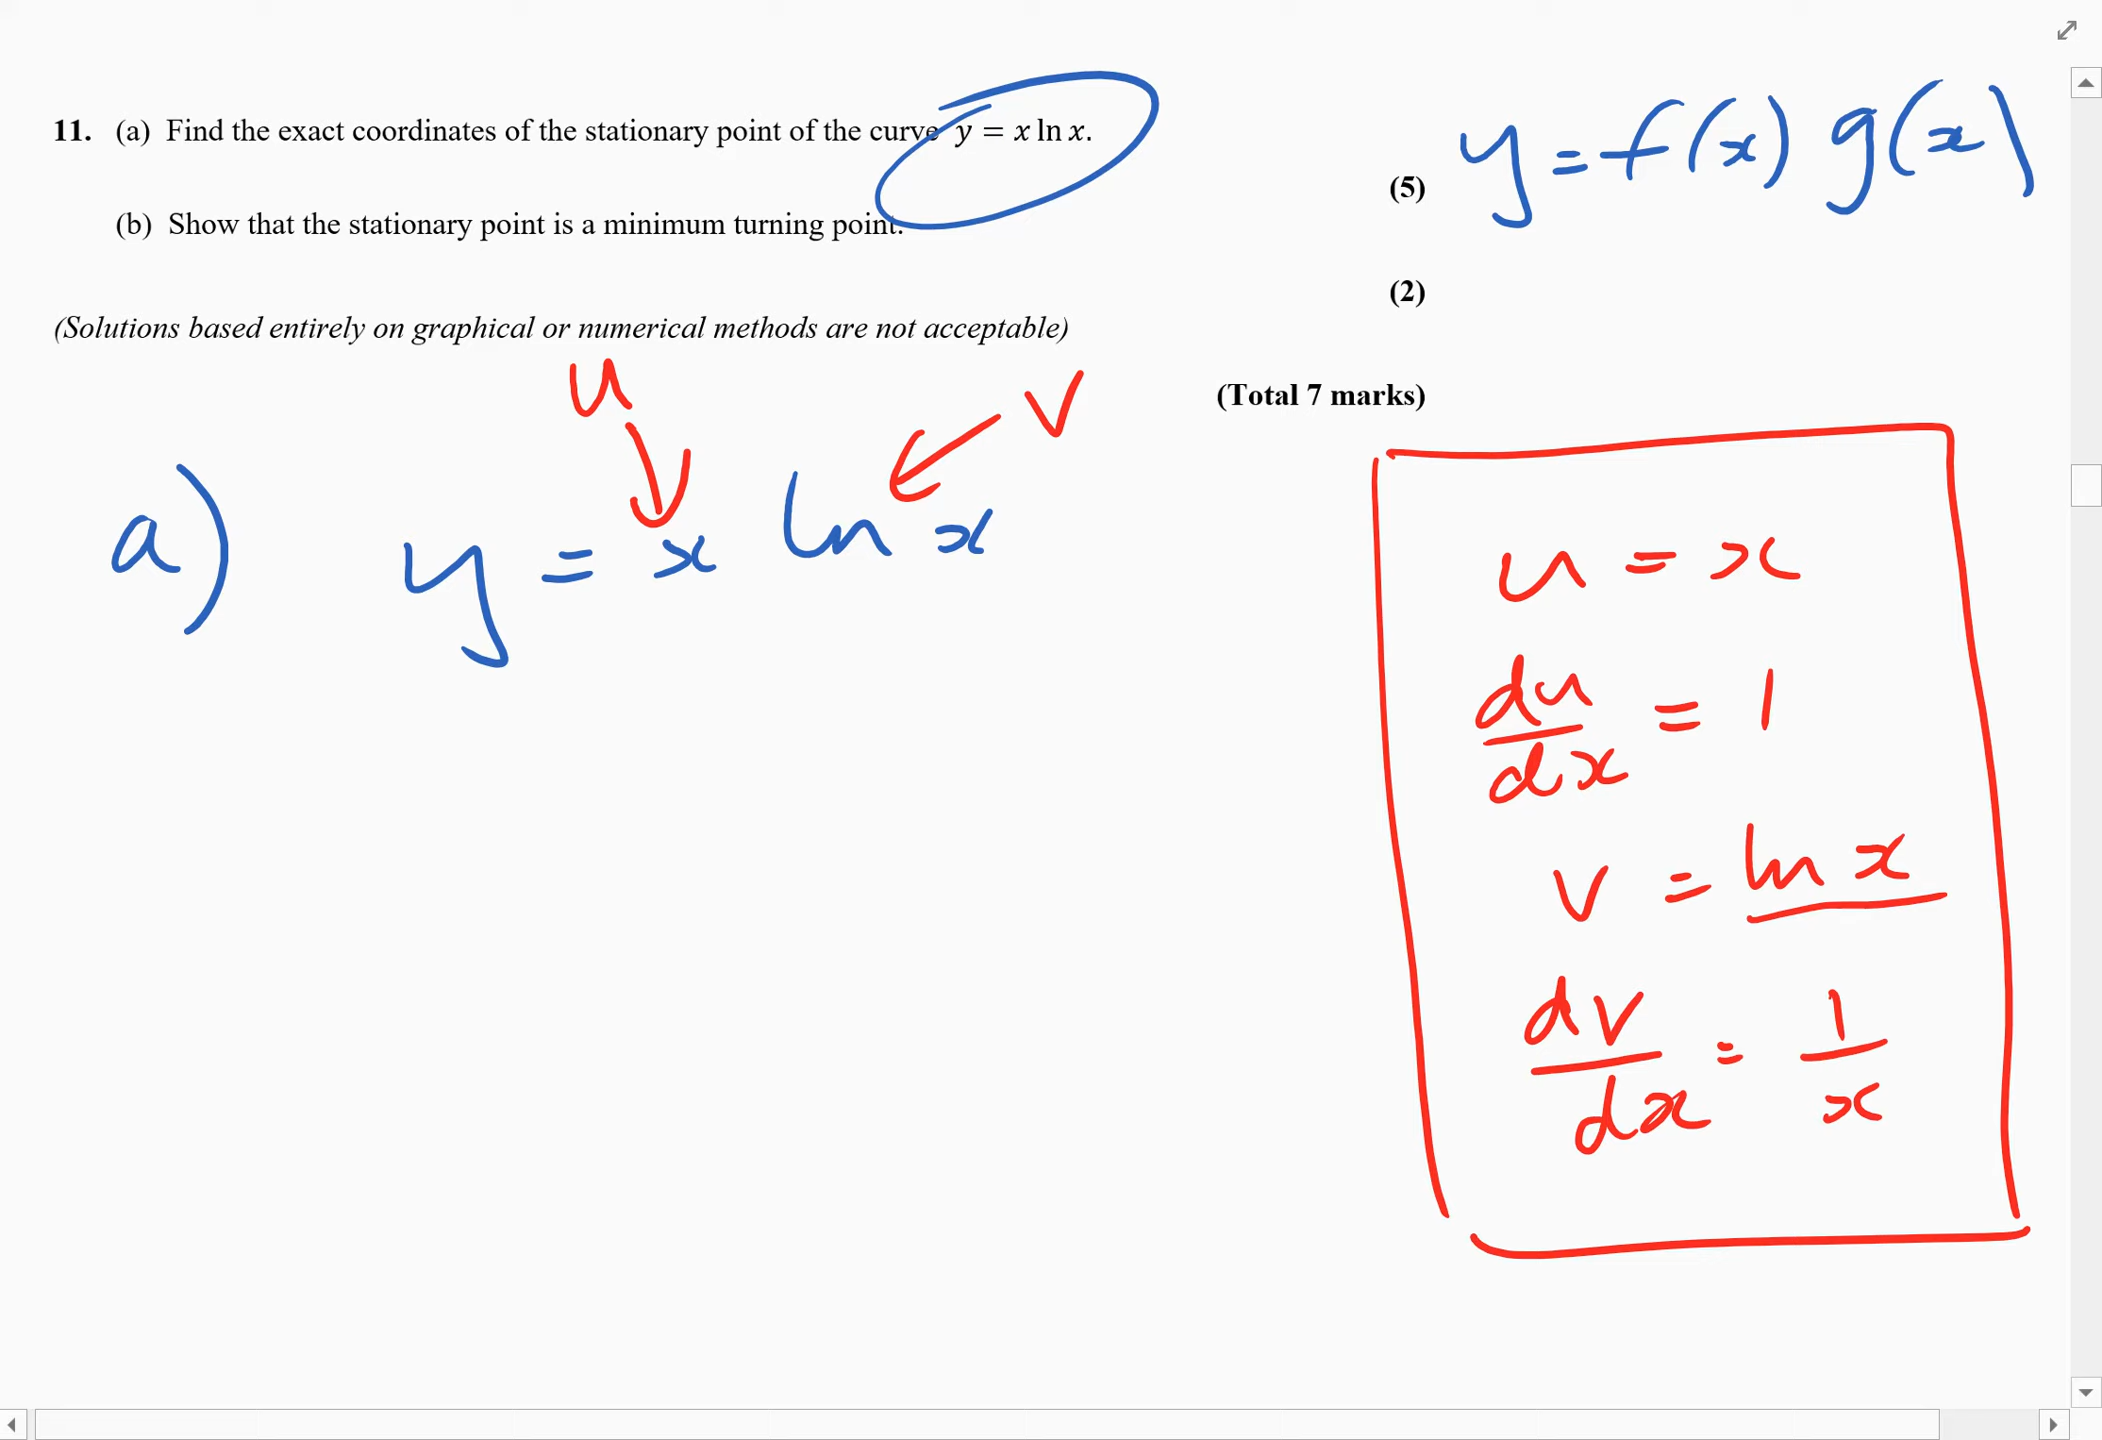 11. (a) Find the exact coordinates of the stationary point of the curve y = x ln x.
(5)
y = f(x) g(x)
(b) Show that the stationary point is a minimum turning point.
(2)
(Solutions based entirely on graphical or numerical methods are not acceptable)
(Total 7 marks)
u
v
a) y = x ln x
u = x
du/dx = 1
v = ln x
dv/dx = 1/x